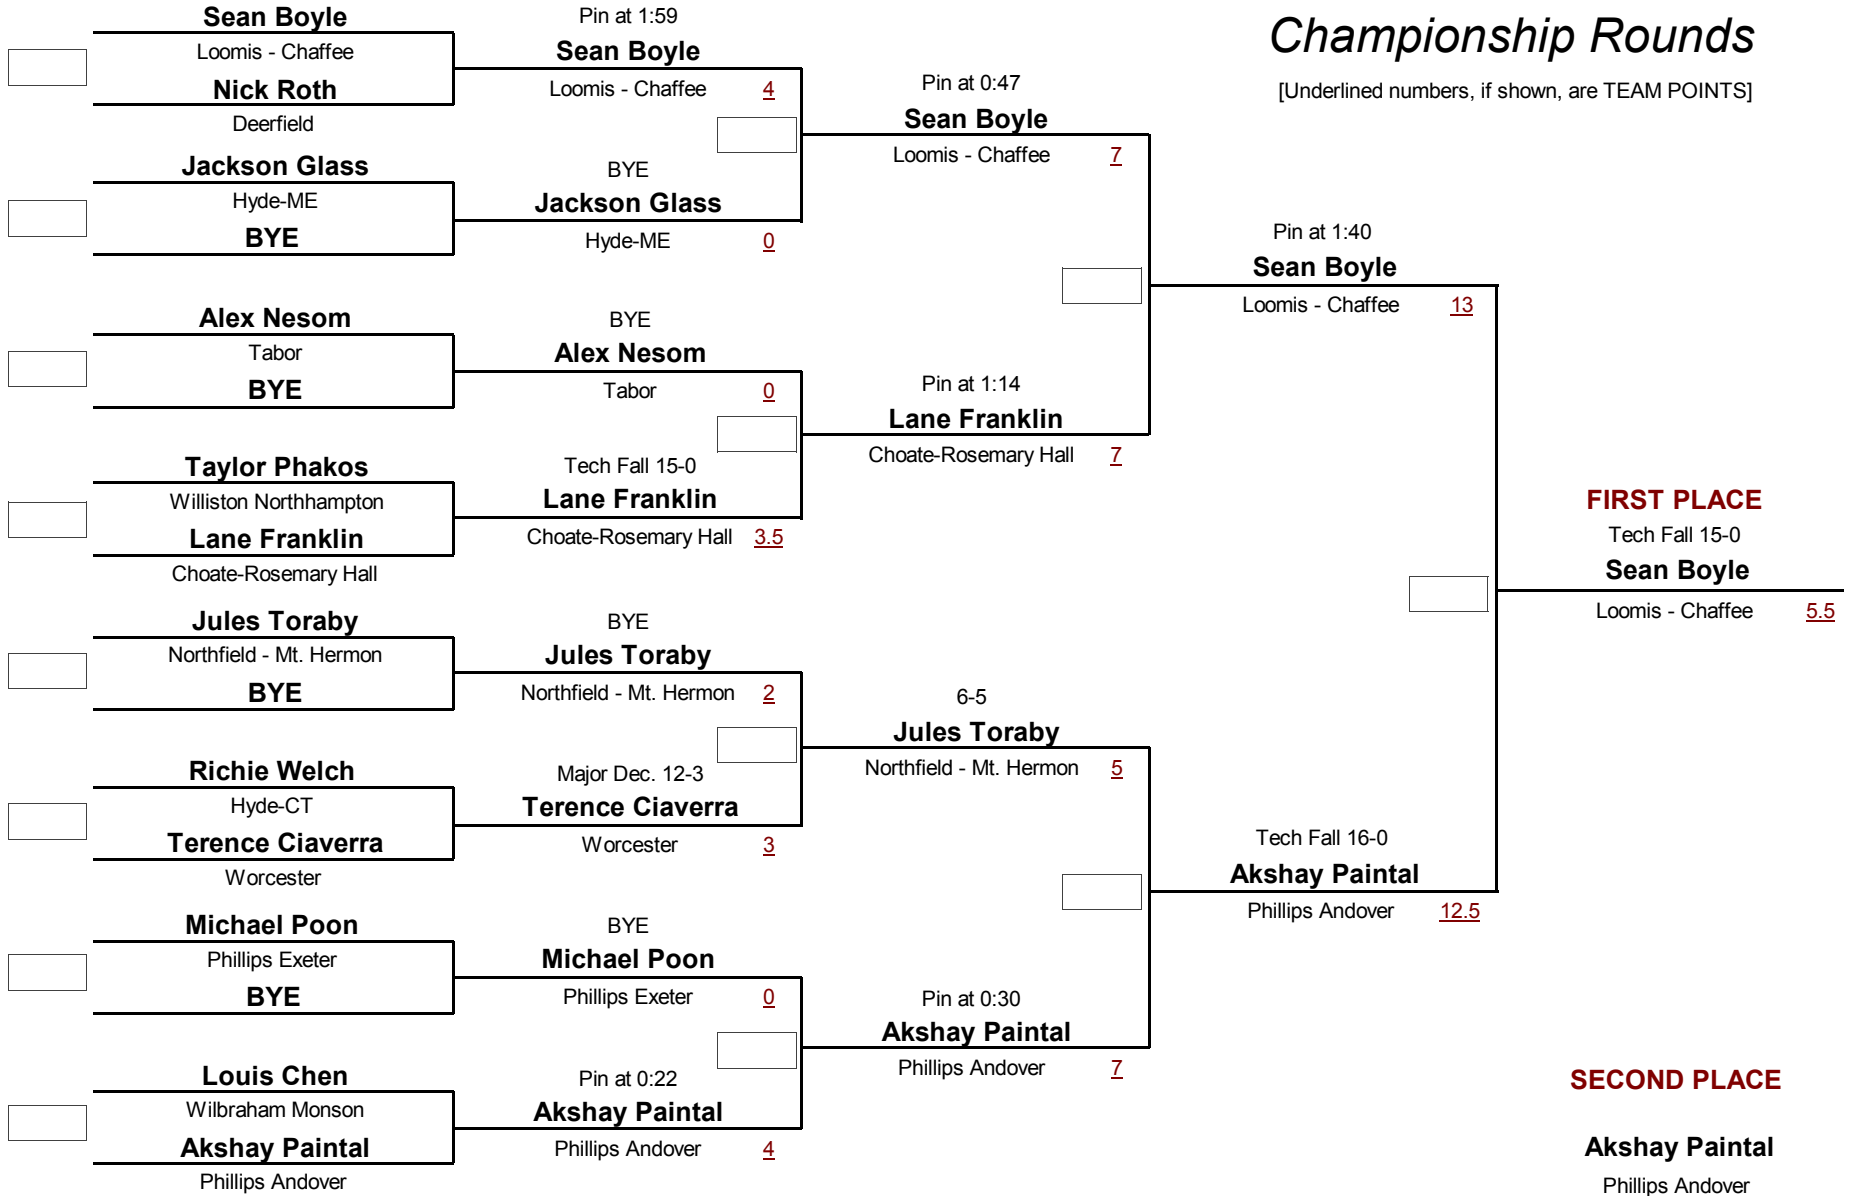 Championship Rounds
[Underlined numbers, if shown, are TEAM POINTS]
Sean Boyle
Loomis - Chaffee
Nick Roth
Deerfield
Jackson Glass
Hyde-ME
BYE
Alex Nesom
Tabor
BYE
Taylor Phakos
Williston Northhampton
Lane Franklin
Choate-Rosemary Hall
Jules Toraby
Northfield - Mt. Hermon
BYE
Richie Welch
Hyde-CT
Terence Ciaverra
Worcester
Michael Poon
Phillips Exeter
BYE
Louis Chen
Wilbraham Monson
Akshay Paintal
Phillips Andover
Pin at 1:59
Sean Boyle
Loomis - Chaffee 4
BYE
Jackson Glass
Hyde-ME 0
BYE
Alex Nesom
Tabor 0
Tech Fall 15-0
Lane Franklin
Choate-Rosemary Hall 3.5
BYE
Jules Toraby
Northfield - Mt. Hermon 2
Major Dec. 12-3
Terence Ciaverra
Worcester 3
BYE
Michael Poon
Phillips Exeter 0
Pin at 0:22
Akshay Paintal
Phillips Andover 4
Pin at 0:47
Sean Boyle
Loomis - Chaffee 7
Pin at 1:14
Lane Franklin
Choate-Rosemary Hall 7
6-5
Jules Toraby
Northfield - Mt. Hermon 5
Pin at 0:30
Akshay Paintal
Phillips Andover 7
Pin at 1:40
Sean Boyle
Loomis - Chaffee 13
Tech Fall 16-0
Akshay Paintal
Phillips Andover 12.5
FIRST PLACE
Tech Fall 15-0
Sean Boyle
Loomis - Chaffee 5.5
SECOND PLACE
Akshay Paintal
Phillips Andover